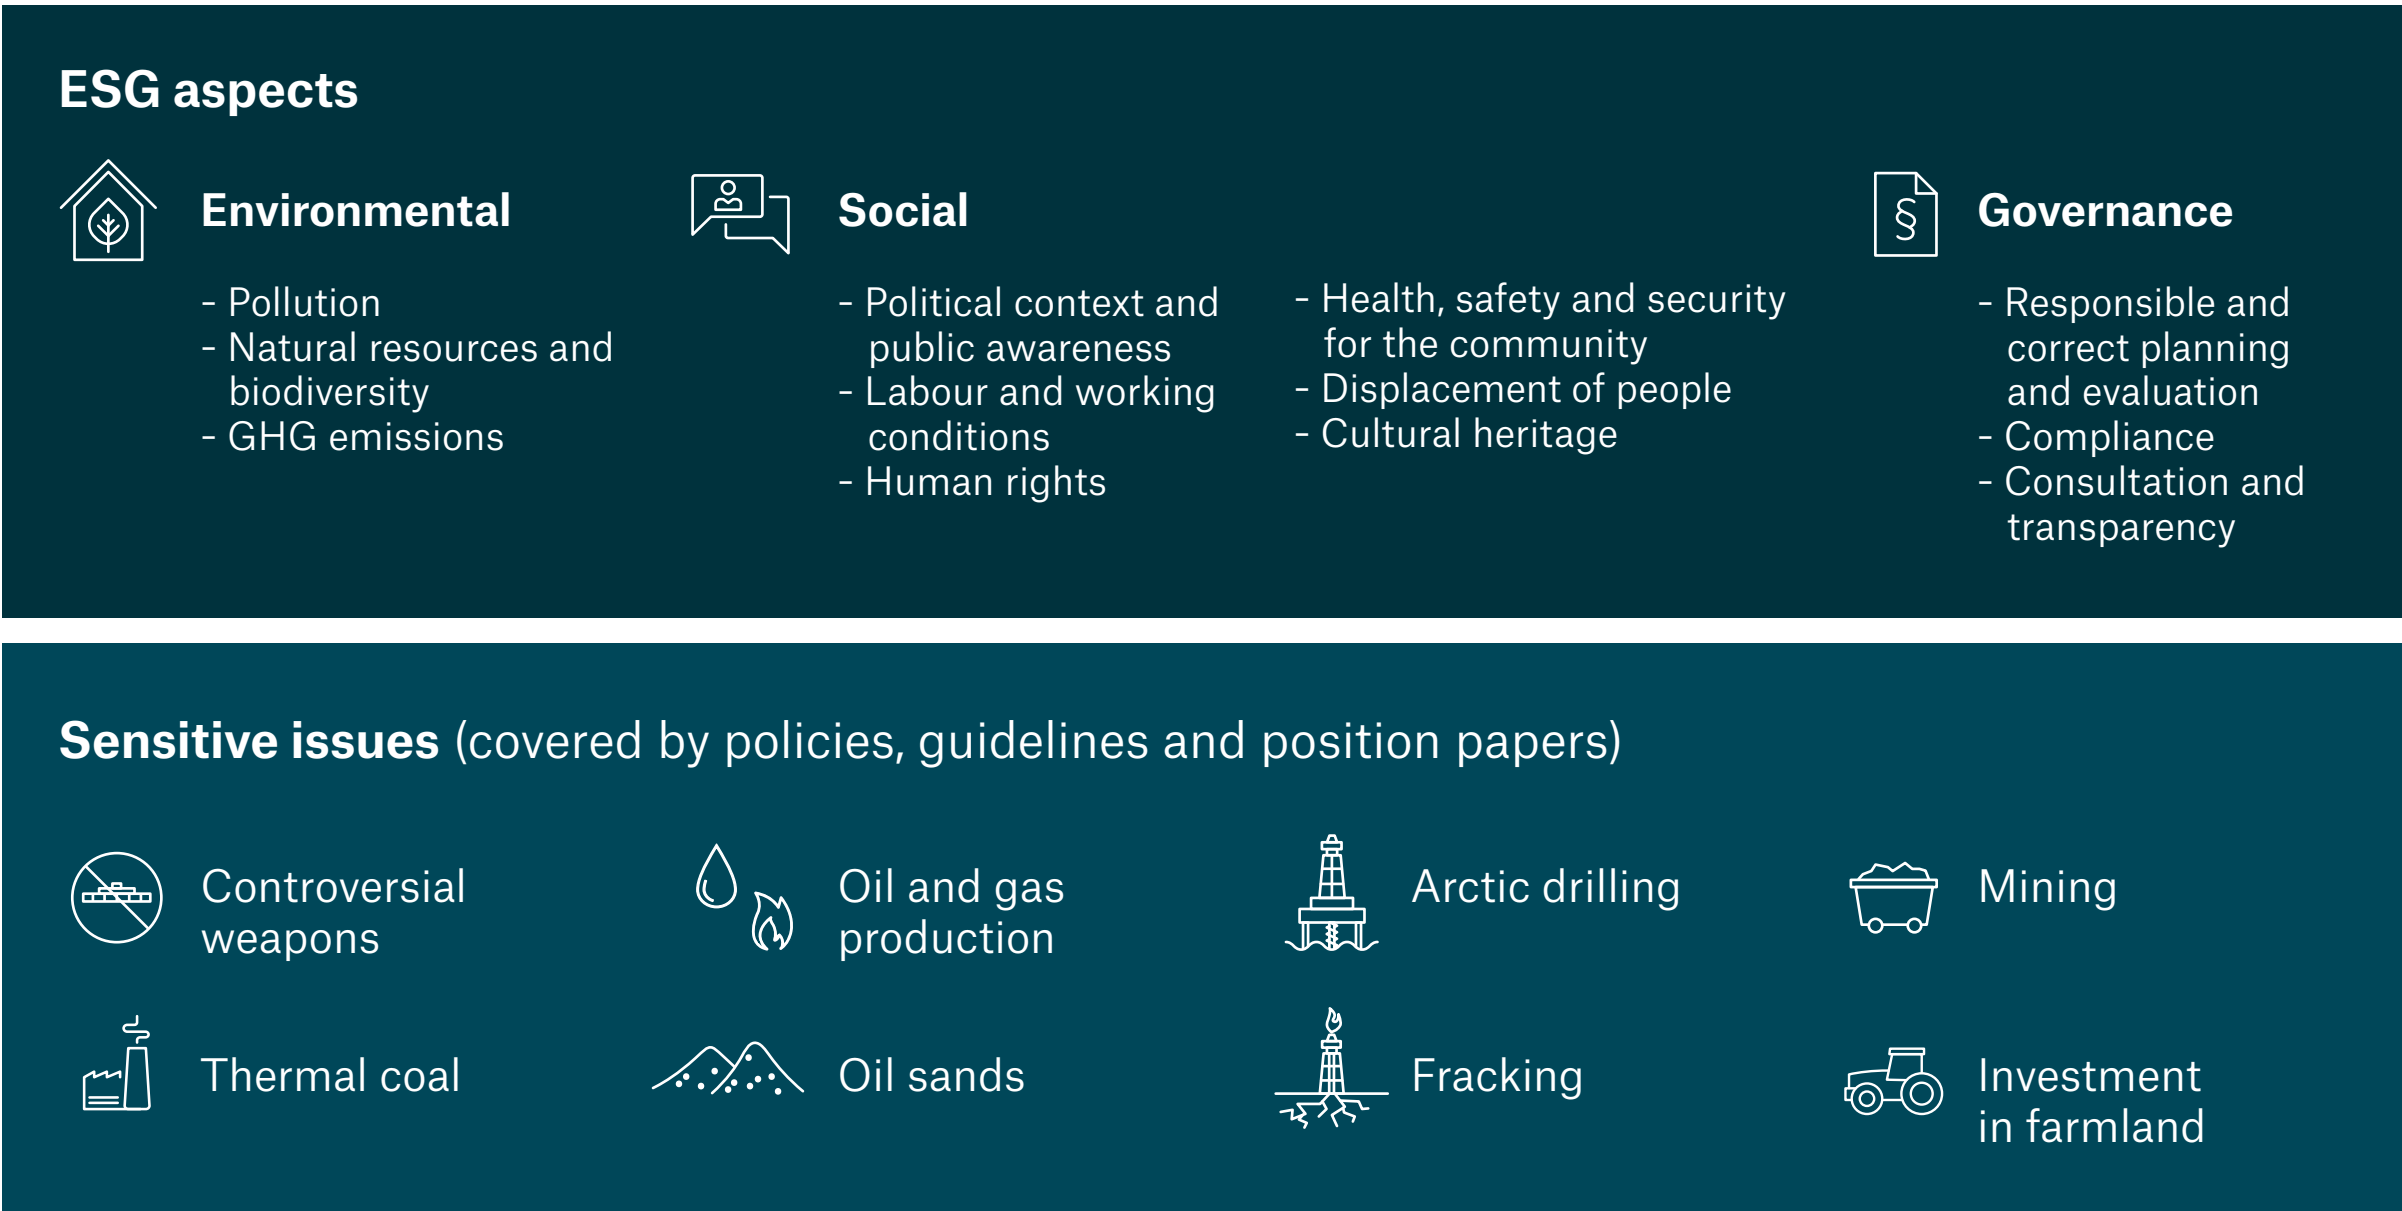 ESG aspects
Environmental
- Pollution
- Natural resources and
biodiversity
- GHG emissions
Social
- Political context and
public awareness
- Labour and working
conditions
- Human rights
- Health, safety and security
for the community
- Displacement of people
- Cultural heritage
§
Governance
- Responsible and
correct planning
and evaluation
- Compliance
- Consultation and
transparency
Sensitive issues (covered by policies, guidelines and position papers)
Controversial
weapons
Oil and gas
production
Arctic drilling
Mining
Thermal coal
Oil sands
Fracking
Investment
in farmland